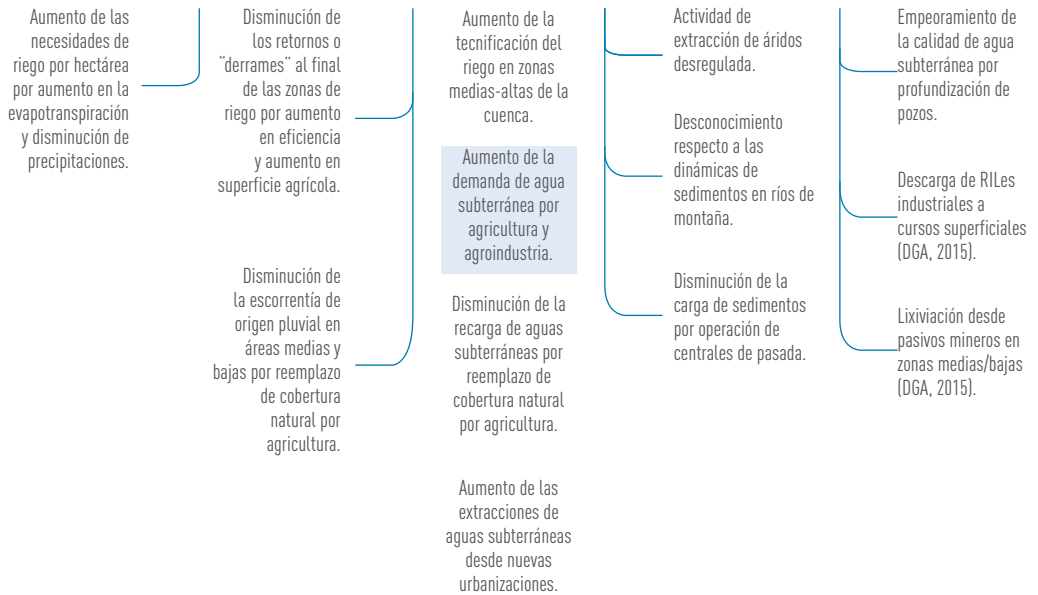 Aumento de las
necesidades de
riego por hectárea
por aumento en la
evapotranspiración
y disminución de
precipitaciones.
Disminución de
los retornos o
¨derrames¨ al final
de las zonas de
riego por aumento
en eficiencia
y aumento en
superficie agrícola.
Disminución de
la escorrentía de
origen pluvial en
áreas medias y
bajas por reemplazo
de cobertura
natural por
agricultura.
Aumento de la
tecnificación del
riego en zonas
medias-altas de la
cuenca.
Aumento de la
demanda de agua
subterránea por
agricultura y
agroindustria.
Disminución de la
recarga de aguas
subterráneas por
reemplazo de
cobertura natural
por agricultura.
Aumento de las
extracciones de
aguas subterráneas
desde nuevas
urbanizaciones.
Actividad de
extracción de áridos
desregulada.
Desconocimiento
respecto a las
dinámicas de
sedimentos en ríos de
montaña.
Disminución de la
carga de sedimentos
por operación de
centrales de pasada.
Empeoramiento de
la calidad de agua
subterránea por
profundización de
pozos.
Descarga de RILes
industriales a
cursos superficiales
(DGA, 2015).
Lixiviación desde
pasivos mineros en
zonas medias/bajas
(DGA, 2015).